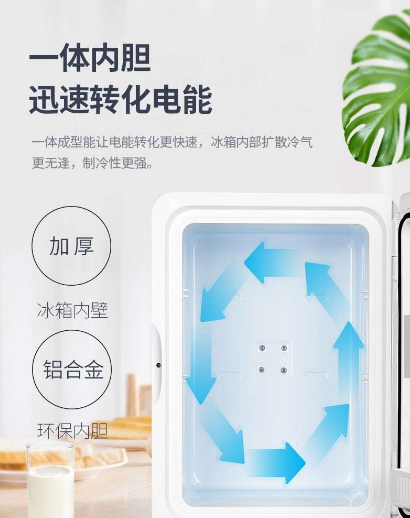 一体内胆
迅速转化电能
一体成型能让电能转化更快速，冰箱内部扩散冷气
更无逢，制冷性更强。
加厚
冰箱内壁
铝合金
环保内胆